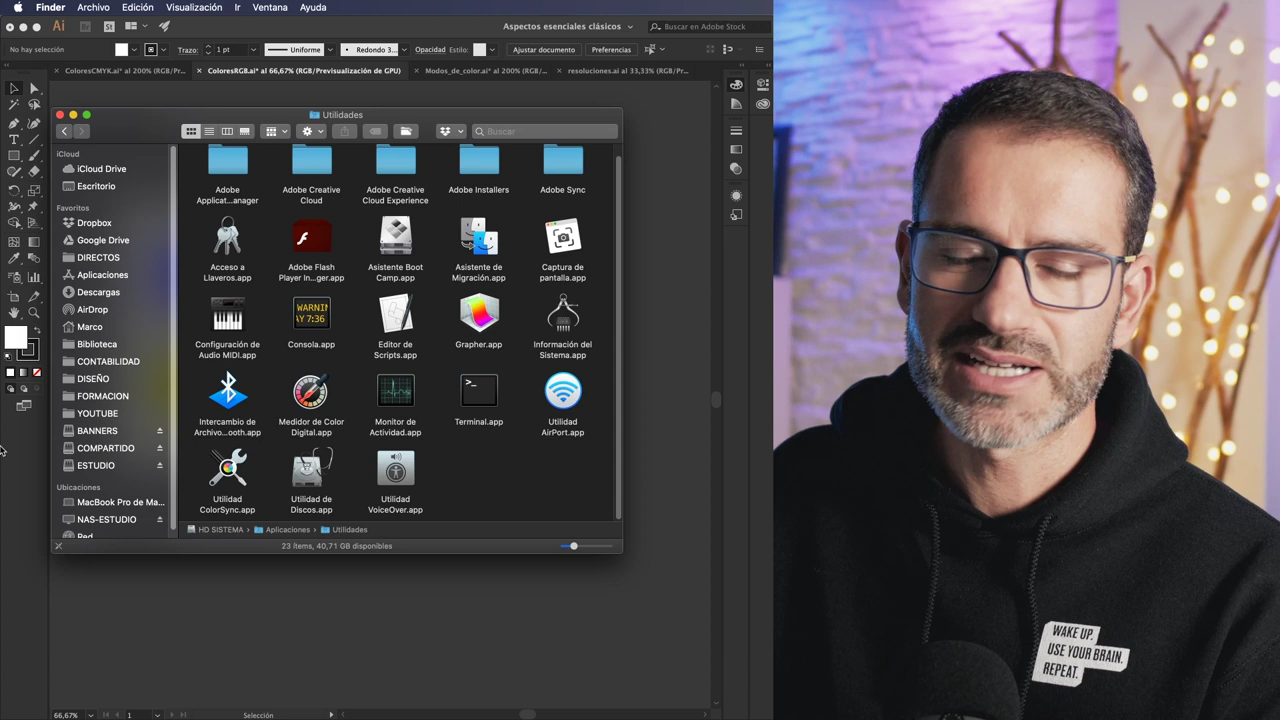 Finder Archivo Edición Visualización Ir Ventana Ayuda
Ai St Aspectos esenciales clásicos Buscar en Adobe Stock
No hay selección Trazo: 1 pt Uniforme Redondo 3... Opacidad Estilo: Ajustar documento Preferencias
ColoresCMYK.ai* al 200% (RGB/Pr... ColoresRGB.ai* al 66,67% (RGB/Previsualización de GPU) Modos_de_color.ai* al 200% (RGB/... resoluciones.ai al 33,33% (RGB/Pre...
Utilidades
Buscar
iCloud
iCloud Drive
Escritorio
Favoritos
Dropbox
Google Drive
DIRECTOS
Aplicaciones
Descargas
AirDrop
Marco
Biblioteca
CONTABILIDAD
DISEÑO
FORMACION
YOUTUBE
BANNERS
COMPARTIDO
ESTUDIO
Ubicaciones
MacBook Pro de Ma...
NAS-ESTUDIO
Red
Adobe
Applicat...anager
Adobe Creative
Cloud
Adobe Creative
Cloud Experience
Adobe Installers
Adobe Sync
Acceso a
Llaveros.app
Adobe Flash
Player In...ger.app
Asistente Boot
Camp.app
Asistente de
Migración.app
Captura de
pantalla.app
WARNIN
AY 7:36
Configuración de
Audio MIDI.app
Consola.app
Editor de
Scripts.app
Grapher.app
Información del
Sistema.app
Intercambio de
Archivo...ooth.app
Medidor de Color
Digital.app
Monitor de
Actividad.app
>_
Terminal.app
Utilidad
AirPort.app
Utilidad
ColorSync.app
Utilidad de
Discos.app
Utilidad
VoiceOver.app
HD SISTEMA › Aplicaciones › Utilidades
23 ítems, 40,71 GB disponibles
66,67% 1 Selección
WAKE UP.
USE YOUR BRAIN.
REPEAT.